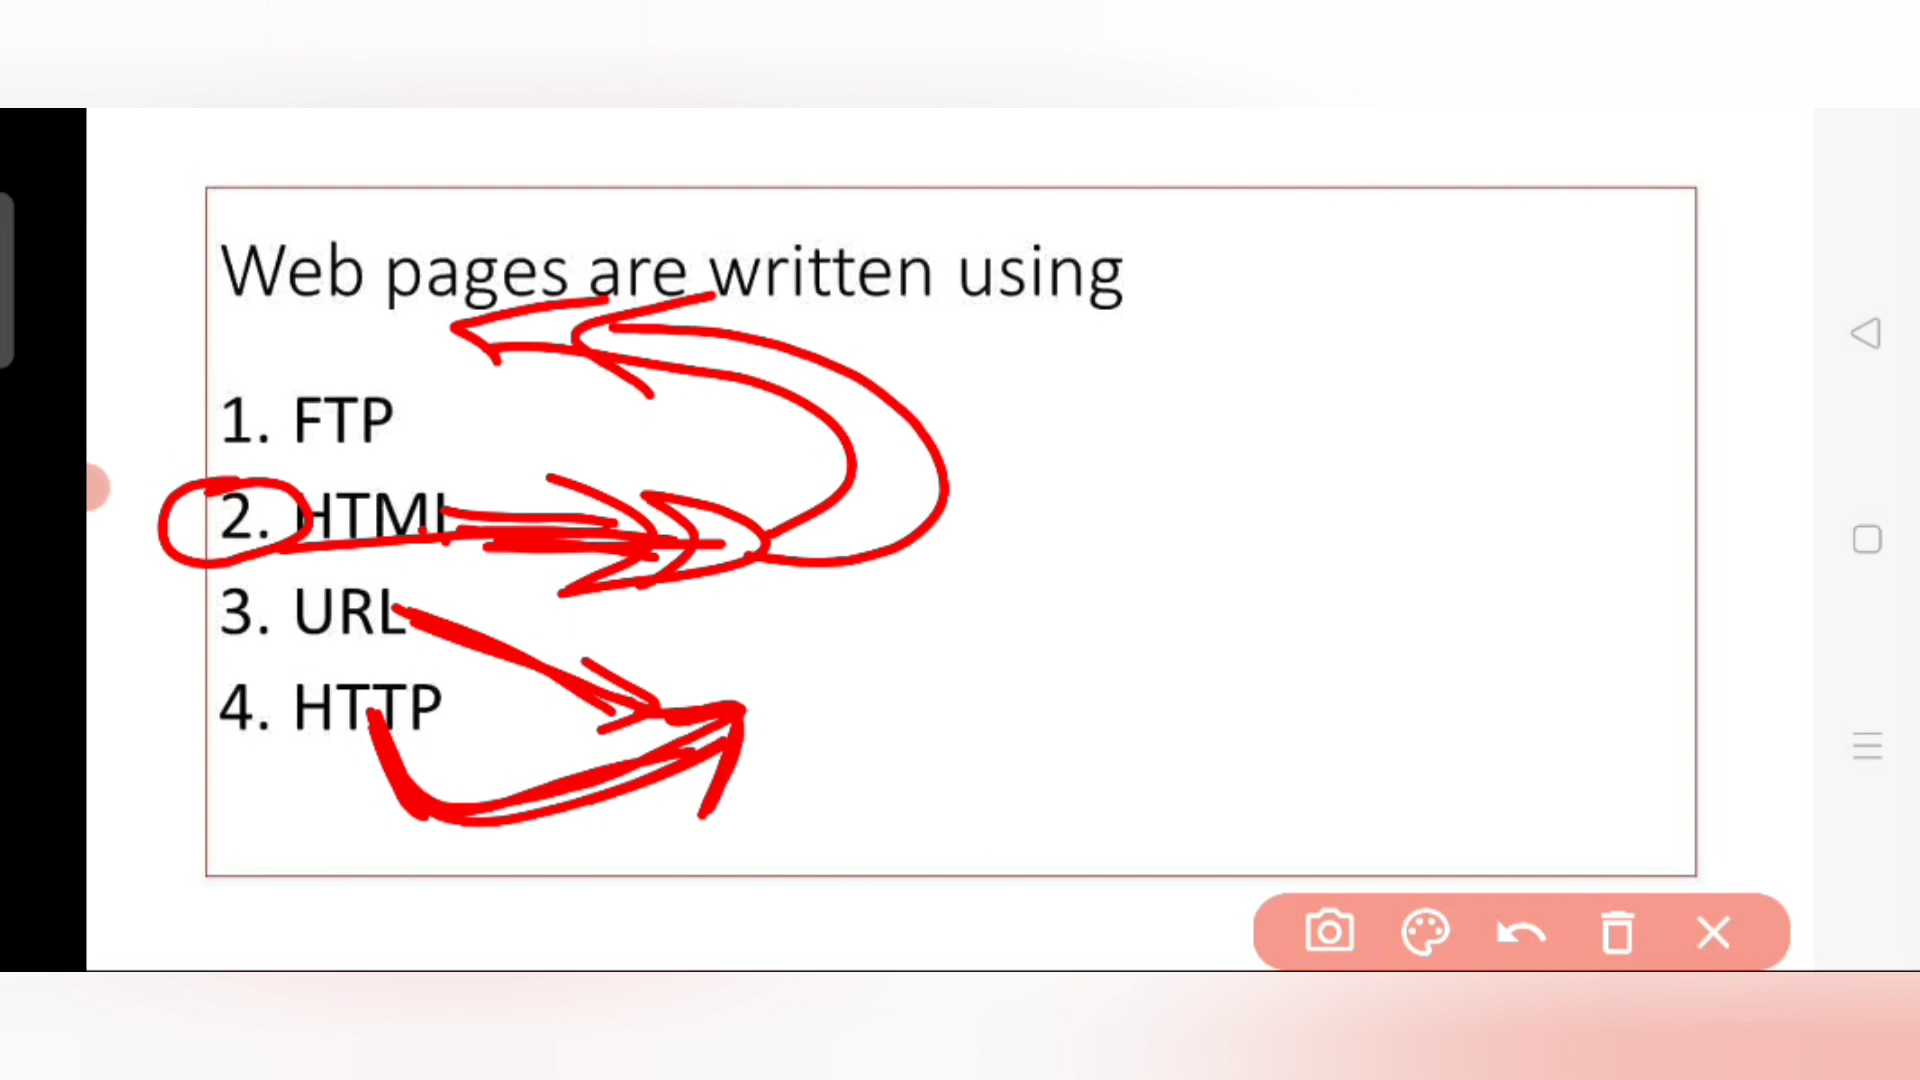 Web pages are written using
1. FTP
2. HTML
3. URL
4. HTTP